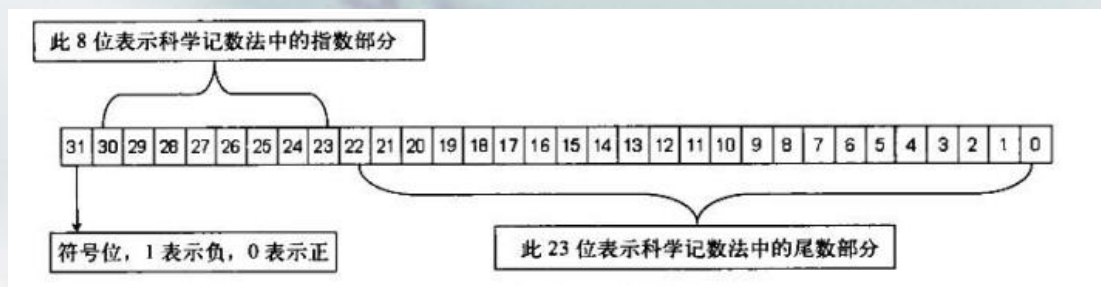 此 8 位表示科学记数法中的指数部分
31 30 29 28 27 26 25 24 23 22 21 20 19 18 17 16 15 14 13 12 11 10 9 8 7 6 5 4 3 2 1 0
符号位，1 表示负，0 表示正
此 23 位表示科学记数法中的尾数部分